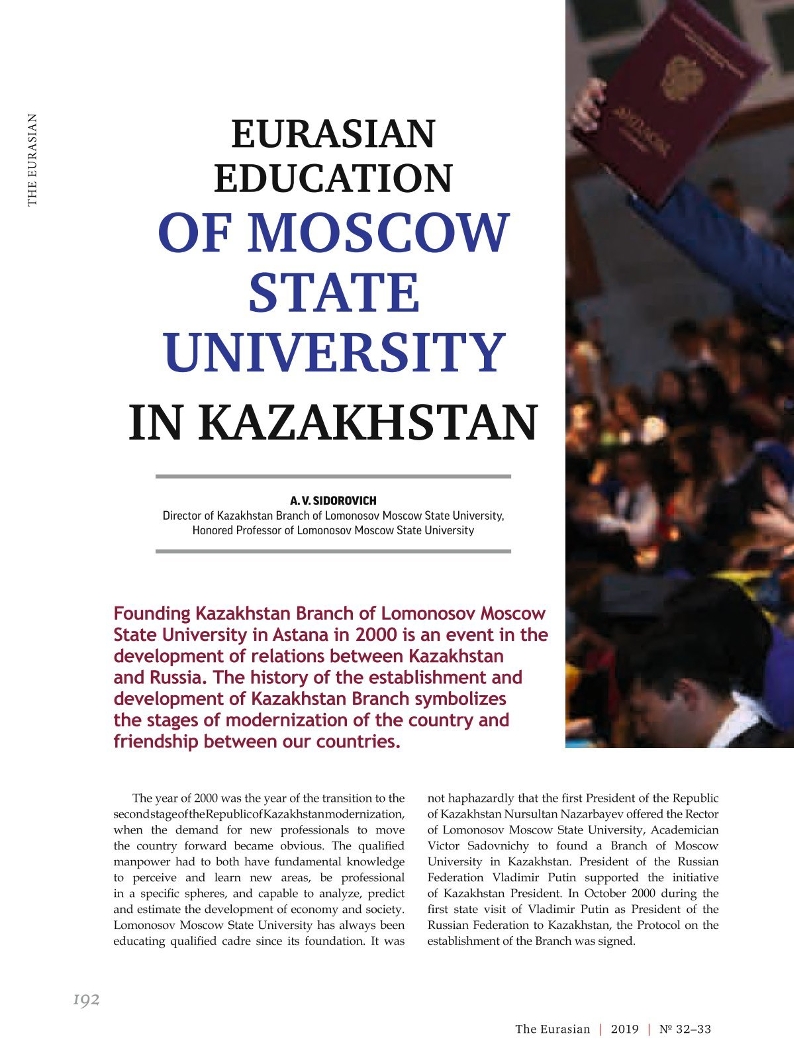 THE EURASIAN
EURASIAN
EDUCATION
OF MOSCOW
STATE
UNIVERSITY
IN KAZAKHSTAN
A. V. SIDOROVICH
Director of Kazakhstan Branch of Lomonosov Moscow State University,
Honored Professor of Lomonosov Moscow State University
Founding Kazakhstan Branch of Lomonosov Moscow
State University in Astana in 2000 is an event in the
development of relations between Kazakhstan
and Russia. The history of the establishment and
development of Kazakhstan Branch symbolizes
the stages of modernization of the country and
friendship between our countries.
The year of 2000 was the year of the transition to the
second stage of the Republic of Kazakhstan modernization,
when the demand for new professionals to move
the country forward became obvious. The qualified
manpower had to both have fundamental knowledge
to perceive and learn new areas, be professional
in a specific spheres, and capable to analyze, predict
and estimate the development of economy and society.
Lomonosov Moscow State University has always been
educating qualified cadre since its foundation. It was
not haphazardly that the first President of the Republic
of Kazakhstan Nursultan Nazarbayev offered the Rector
of Lomonosov Moscow State University, Academician
Victor Sadovnichy to found a Branch of Moscow
University in Kazakhstan. President of the Russian
Federation Vladimir Putin supported the initiative
of Kazakhstan President. In October 2000 during the
first state visit of Vladimir Putin as President of the
Russian Federation to Kazakhstan, the Protocol on the
establishment of the Branch was signed.
192
The Eurasian | 2019 | № 32–33